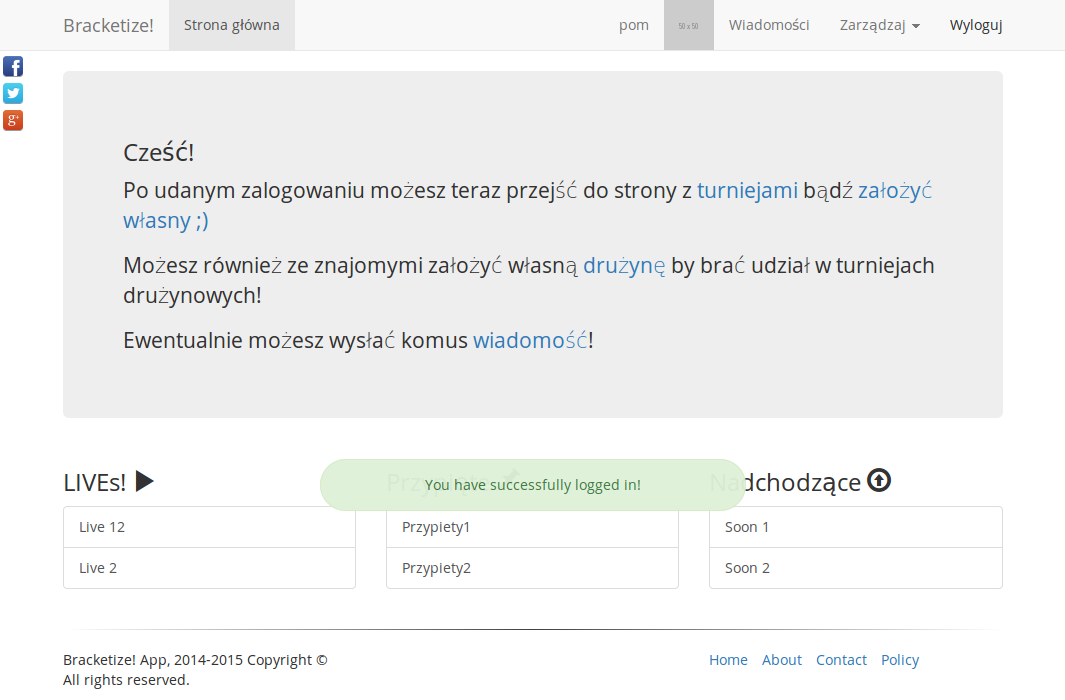 Bracketize! Strona główna pom 50 x 50 Wiadomości Zarządzaj Wyloguj
Cześć!
Po udanym zalogowaniu możesz teraz przejść do strony z turniejami bądź założyć
własny ;)
Możesz również ze znajomymi założyć własną drużynę by brać udział w turniejach
drużynowych!
Ewentualnie możesz wysłać komus wiadomość!
LIVEs!
Live 12
Live 2
You have successfully logged in!
Przypiety1
Przypiety2
Nadchodzące
Soon 1
Soon 2
Bracketize! App, 2014-2015 Copyright ©
All rights reserved.
Home About Contact Policy